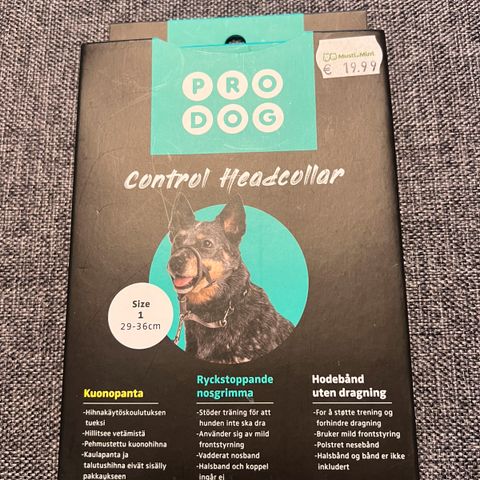 Musti&Mirri
€ 19.99
PRO
DOG
Control Headcollar
Size
1
29-36cm
Kuonopanta
-Hihnakäytöskoulutuksen
tueksi
-Hillitsee vetämistä
-Pehmustettu kuonohihna
-Kaulapanta ja
talutushihna eivät sisälly
pakkaukseen
Ryckstoppande
nosgrimma
-Stöder träning för att
hunden inte ska dra
-Använder sig av mild
frontstyrning
-Vadderat nosband
-Halsband och koppel
ingår ej
Hodebånd
uten dragning
-For å støtte trening og
forhindre dragning
-Bruker mild frontstyring
-Polstret nesebånd
-Halsbånd og bånd er ikke
inkludert